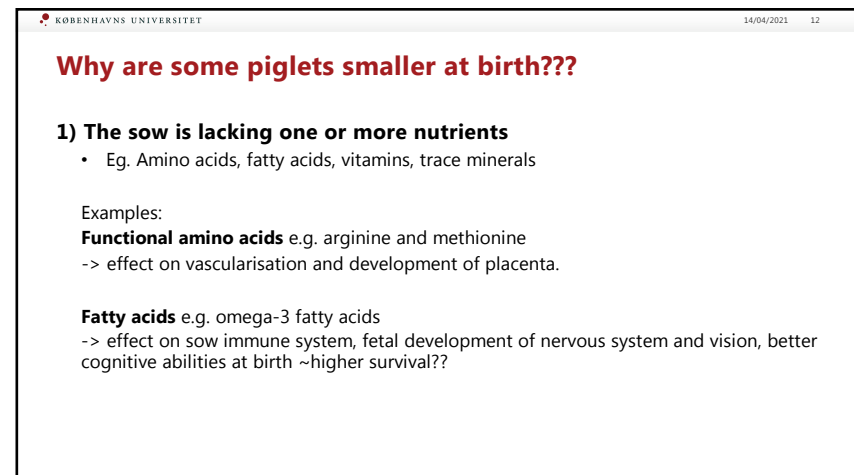 KØBENHAVNS UNIVERSITET
14/04/2021 12
Why are some piglets smaller at birth???
1) The sow is lacking one or more nutrients
• Eg. Amino acids, fatty acids, vitamins, trace minerals
Examples:
Functional amino acids e.g. arginine and methionine
-> effect on vascularisation and development of placenta.
Fatty acids e.g. omega-3 fatty acids
-> effect on sow immune system, fetal development of nervous system and vision, better
cognitive abilities at birth ~higher survival??